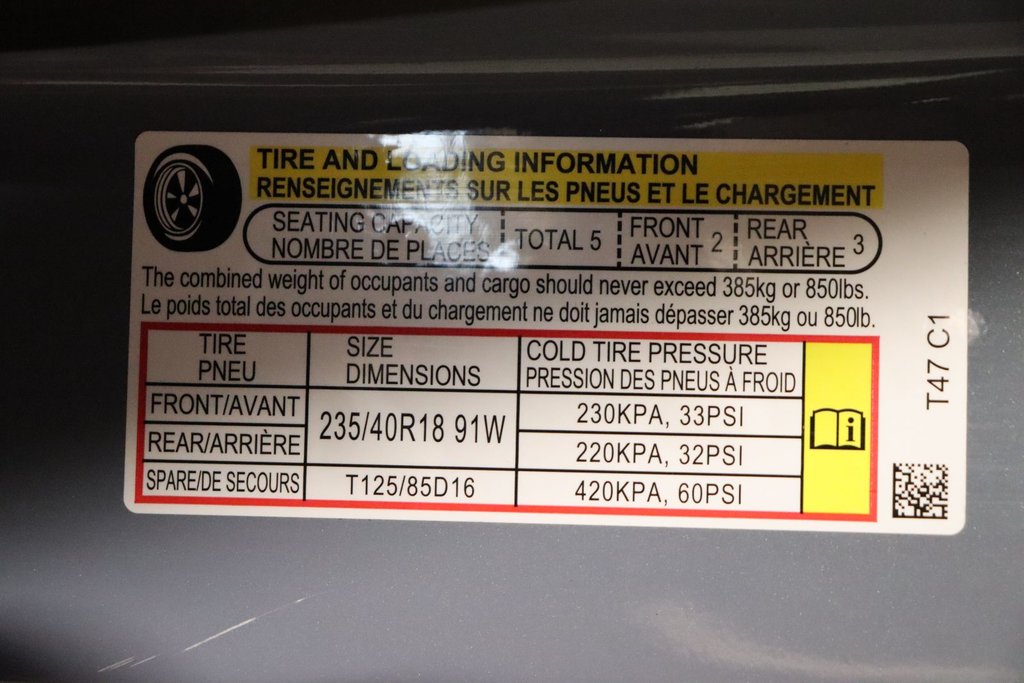 TIRE AND LOADING INFORMATION
RENSEIGNEMENTS SUR LES PNEUS ET LE CHARGEMENT
SEATING CAPACITY
NOMBRE DE PLACES
TOTAL 5
FRONT
AVANT 2
REAR
ARRIÈRE 3
The combined weight of occupants and cargo should never exceed 385kg or 850lbs.
Le poids total des occupants et du chargement ne doit jamais dépasser 385kg ou 850lb.
TIRE
PNEU
SIZE
DIMENSIONS
COLD TIRE PRESSURE
PRESSION DES PNEUS À FROID
FRONT/AVANT
235/40R18 91W
230KPA, 33PSI
REAR/ARRIÈRE
220KPA, 32PSI
SPARE/DE SECOURS
T125/85D16
420KPA, 60PSI
T47 C1